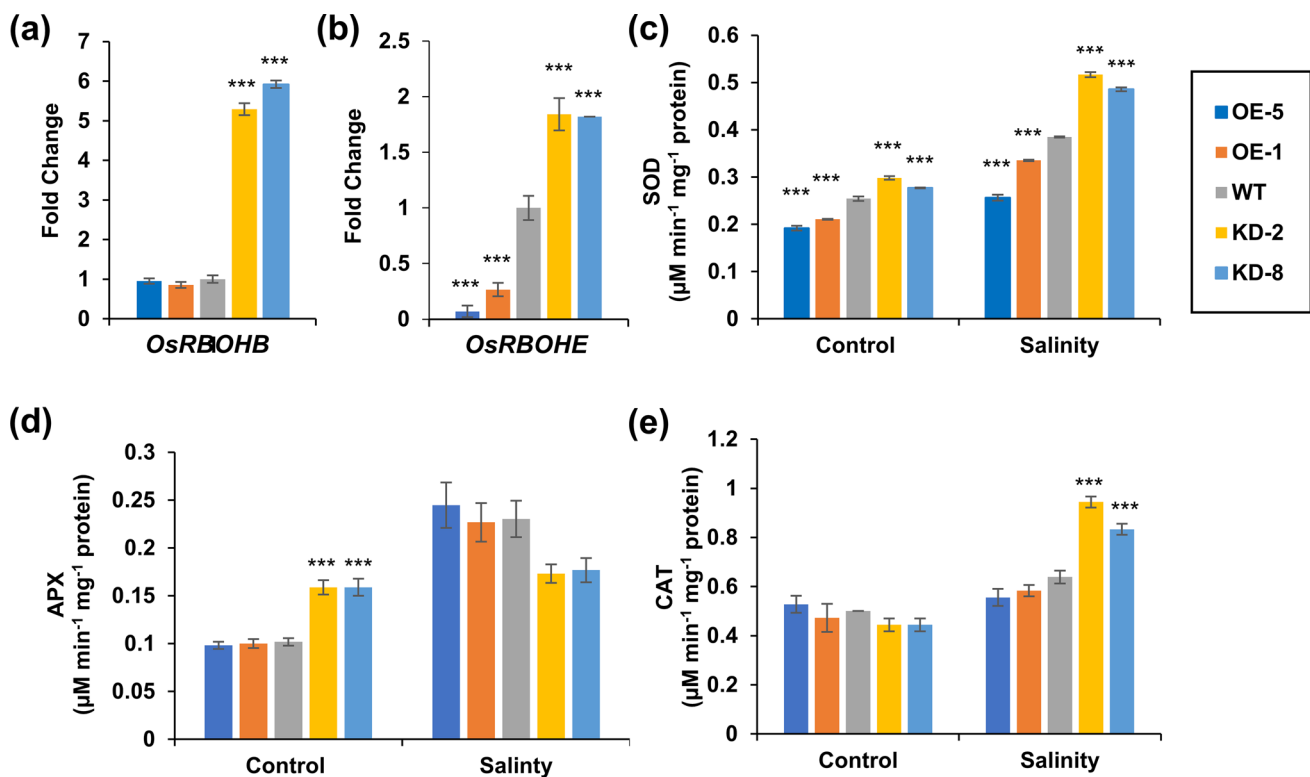 (a)
Fold Change
7
6
5
4
3
2
1
0
***
***
OsRBOHB
(b)
Fold Change
2.5
2
1.5
1
0.5
0
***
***
***
***
OsRBOHE
(c)
SOD
(µM min⁻¹ mg⁻¹ protein)
0.6
0.5
0.4
0.3
0.2
0.1
0
***
***
***
***
***
***
***
***
Control
Salinity
OE-5
OE-1
WT
KD-2
KD-8
(d)
APX
(µM min⁻¹ mg⁻¹ protein)
0.3
0.25
0.2
0.15
0.1
0.05
0
***
***
Control
Salinty
(e)
CAT
(µM min⁻¹ mg⁻¹ protein)
1.2
1
0.8
0.6
0.4
0.2
0
***
***
Control
Salinity